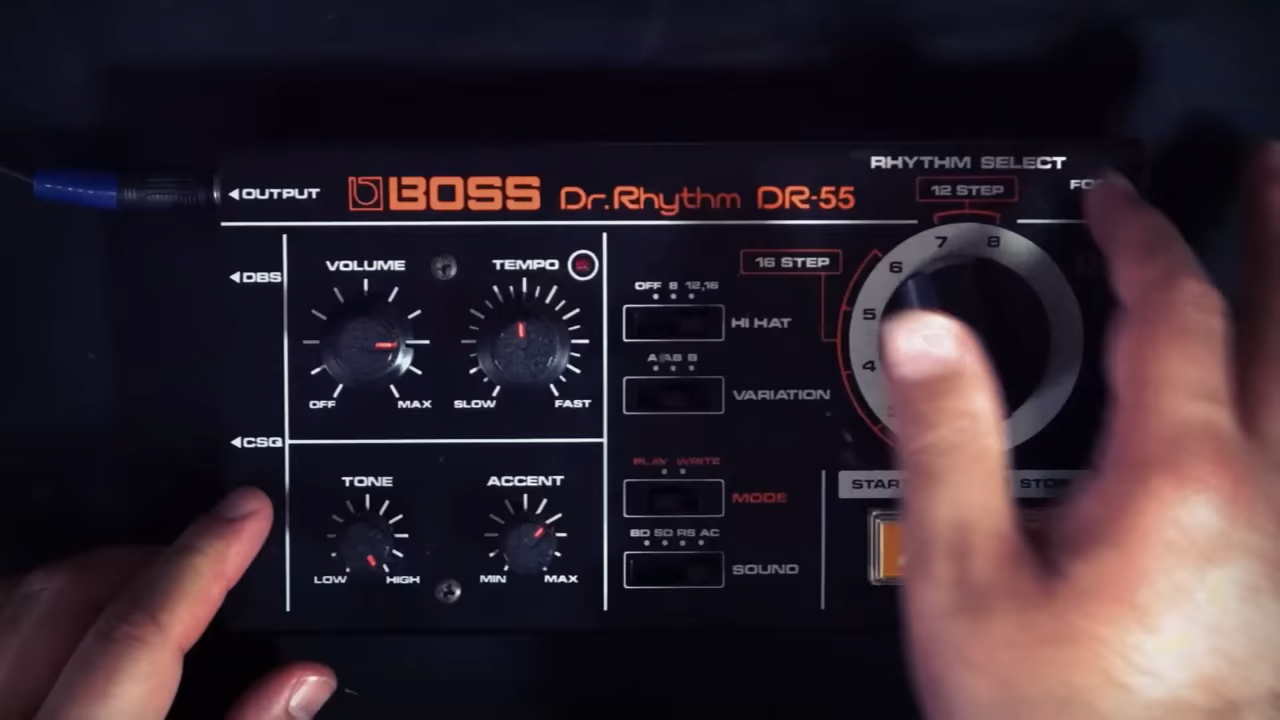 RHYTHM SELECT
OUTPUT
BOSS
Dr.Rhythm DR-55
12 STEP
7 8
16 STEP
6
5
4
DBS
VOLUME
TEMPO
OFF 8 12,16
HI HAT
A AB B
VARIATION
OFF MAX
SLOW FAST
CSQ
PLAY WRITE
MODE
TONE
ACCENT
BD SD RS AC
SOUND
LOW HIGH
MIN MAX